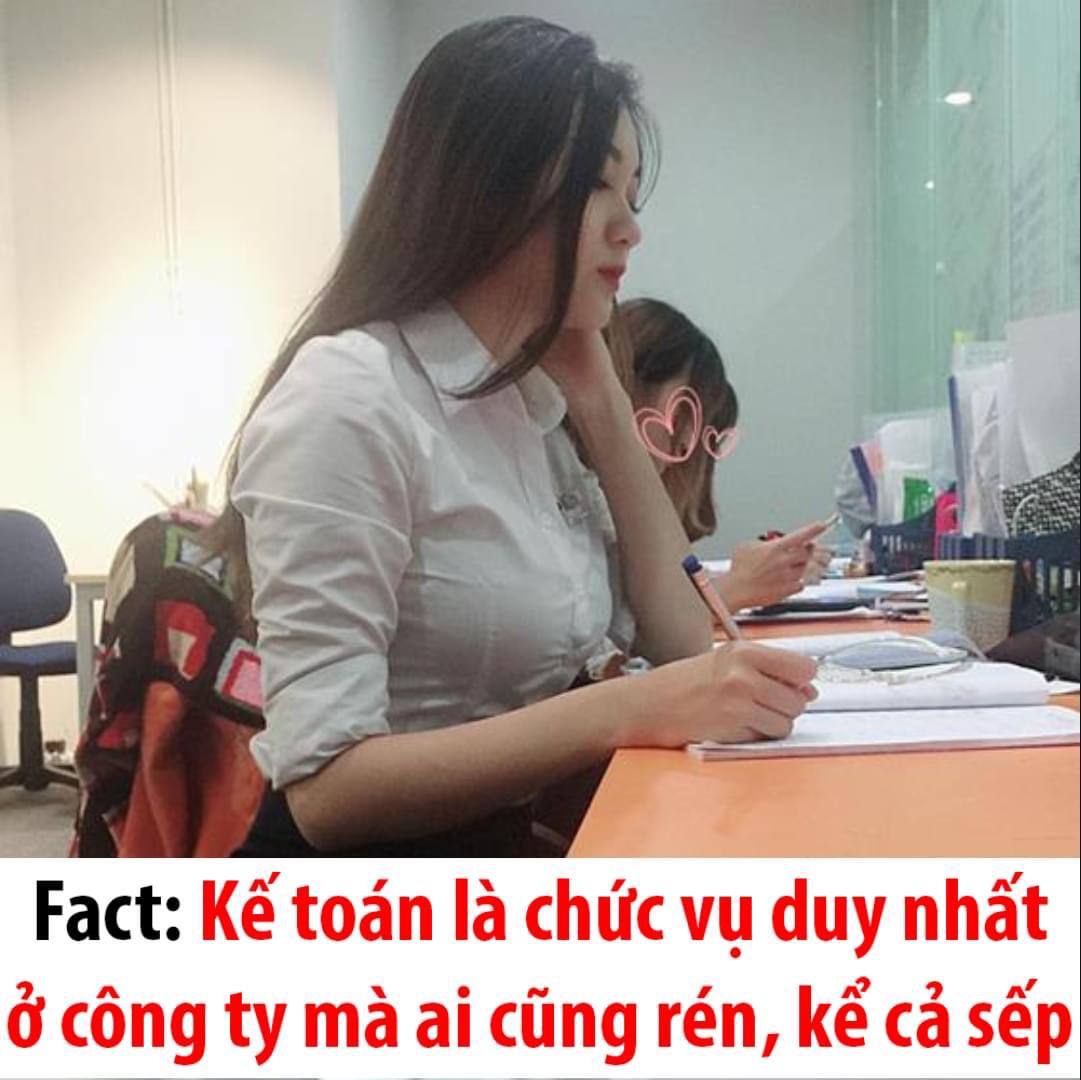 Fact: Kế toán là chức vụ duy nhất
ở công ty mà ai cũng rén, kể cả sếp